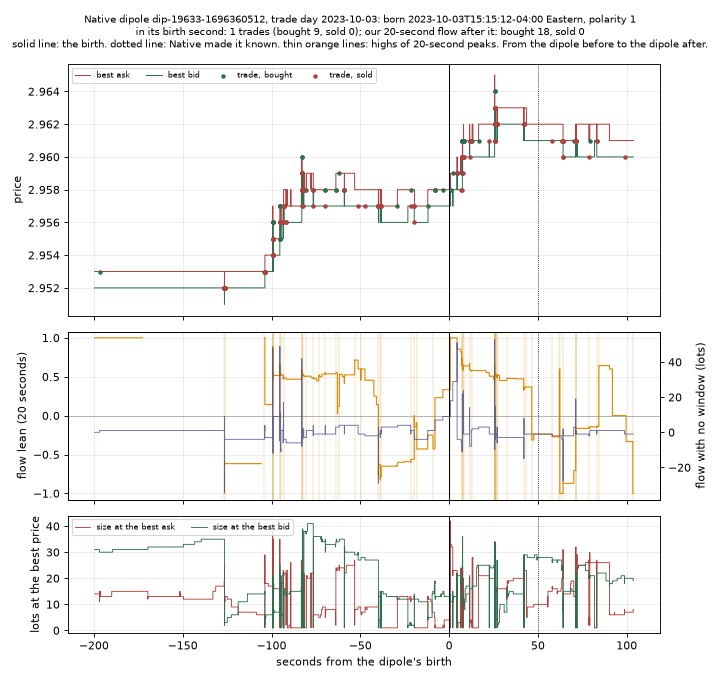 Native dipole dip-19633-1696360512, trade day 2023-10-03: born 2023-10-03T15:15:12-04:00 Eastern, polarity 1
in its birth second: 1 trades (bought 9, sold 0); our 20-second flow after it: bought 18, sold 0
solid line: the birth. dotted line: Native made it known. thin orange lines: highs of 20-second peaks. From the dipole before to the dipole after.
best ask best bid trade, bought trade, sold
2.964
2.962
2.960
2.958
2.956
2.954
2.952
price
1.0
0.5
0.0
−0.5
−1.0
flow lean (20 seconds)
40
20
0
−20
flow with no window (lots)
size at the best ask size at the best bid
40
30
20
10
0
lots at the best price
−200 −150 −100 −50 0 50 100
seconds from the dipole's birth